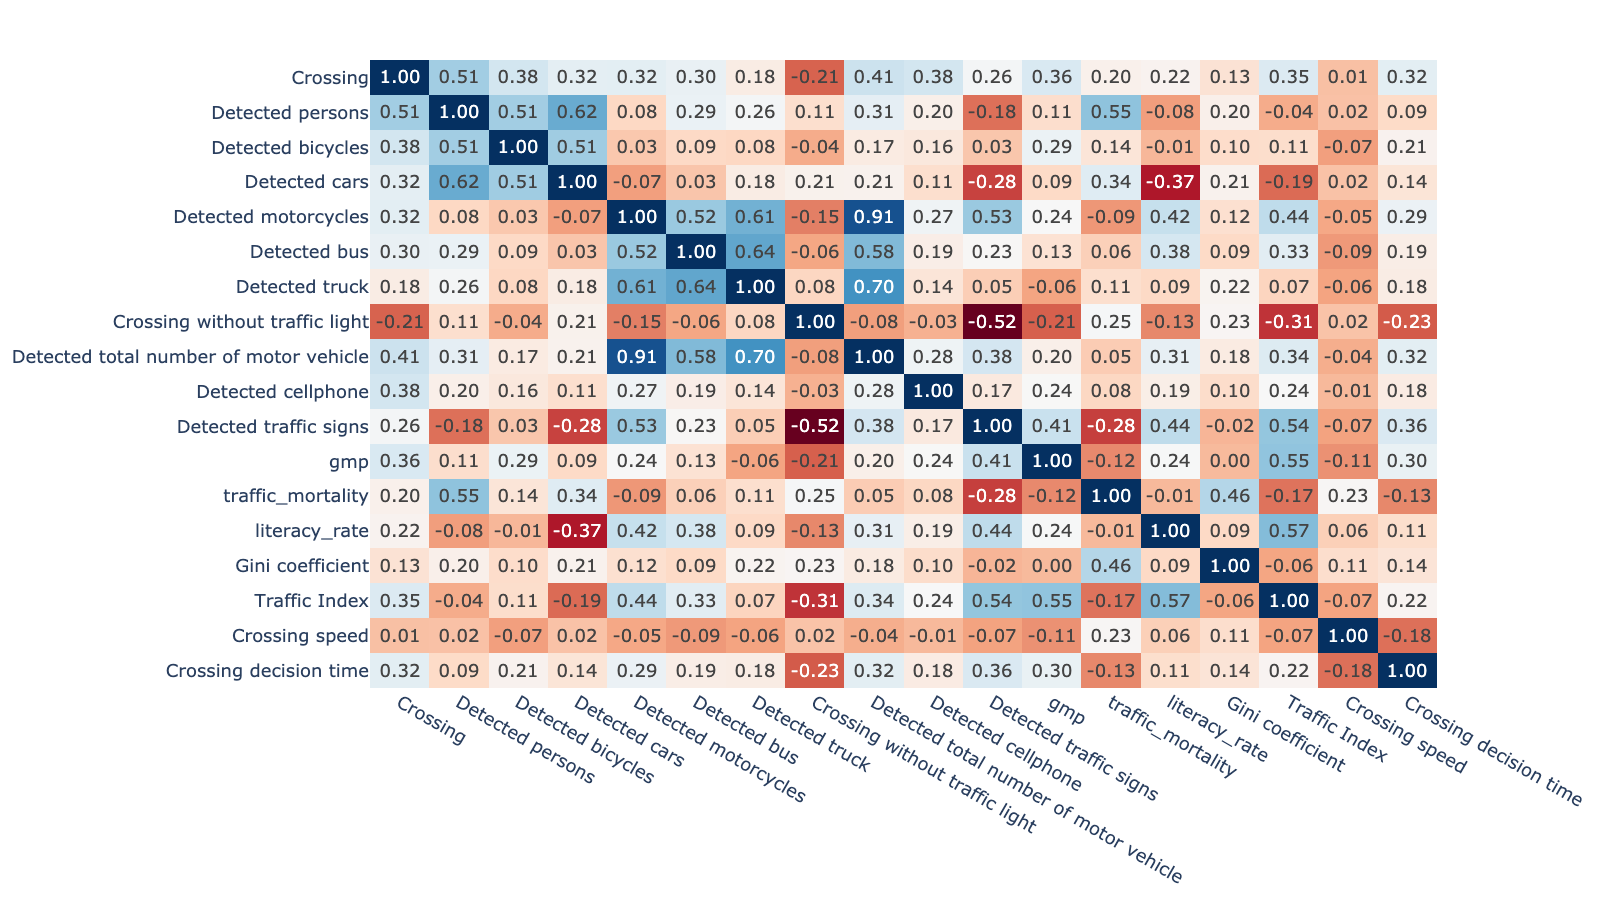 Crossing 1.00 0.51 0.38 0.32 0.32 0.30 0.18 -0.21 0.41 0.38 0.26 0.36 0.20 0.22 0.13 0.35 0.01 0.32
Detected persons 0.51 1.00 0.51 0.62 0.08 0.29 0.26 0.11 0.31 0.20 -0.18 0.11 0.55 -0.08 0.20 -0.04 0.02 0.09
Detected bicycles 0.38 0.51 1.00 0.51 0.03 0.09 0.08 -0.04 0.17 0.16 0.03 0.29 0.14 -0.01 0.10 0.11 -0.07 0.21
Detected cars 0.32 0.62 0.51 1.00 -0.07 0.03 0.18 0.21 0.21 0.11 -0.28 0.09 0.34 -0.37 0.21 -0.19 0.02 0.14
Detected motorcycles 0.32 0.08 0.03 -0.07 1.00 0.52 0.61 -0.15 0.91 0.27 0.53 0.24 -0.09 0.42 0.12 0.44 -0.05 0.29
Detected bus 0.30 0.29 0.09 0.03 0.52 1.00 0.64 -0.06 0.58 0.19 0.23 0.13 0.06 0.38 0.09 0.33 -0.09 0.19
Detected truck 0.18 0.26 0.08 0.18 0.61 0.64 1.00 0.08 0.70 0.14 0.05 -0.06 0.11 0.09 0.22 0.07 -0.06 0.18
Crossing without traffic light -0.21 0.11 -0.04 0.21 -0.15 -0.06 0.08 1.00 -0.08 -0.03 -0.52 -0.21 0.25 -0.13 0.23 -0.31 0.02 -0.23
Detected total number of motor vehicle 0.41 0.31 0.17 0.21 0.91 0.58 0.70 -0.08 1.00 0.28 0.38 0.20 0.05 0.31 0.18 0.34 -0.04 0.32
Detected cellphone 0.38 0.20 0.16 0.11 0.27 0.19 0.14 -0.03 0.28 1.00 0.17 0.24 0.08 0.19 0.10 0.24 -0.01 0.18
Detected traffic signs 0.26 -0.18 0.03 -0.28 0.53 0.23 0.05 -0.52 0.38 0.17 1.00 0.41 -0.28 0.44 -0.02 0.54 -0.07 0.36
gmp 0.36 0.11 0.29 0.09 0.24 0.13 -0.06 -0.21 0.20 0.24 0.41 1.00 -0.12 0.24 0.00 0.55 -0.11 0.30
traffic_mortality 0.20 0.55 0.14 0.34 -0.09 0.06 0.11 0.25 0.05 0.08 -0.28 -0.12 1.00 -0.01 0.46 -0.17 0.23 -0.13
literacy_rate 0.22 -0.08 -0.01 -0.37 0.42 0.38 0.09 -0.13 0.31 0.19 0.44 0.24 -0.01 1.00 0.09 0.57 0.06 0.11
Gini coefficient 0.13 0.20 0.10 0.21 0.12 0.09 0.22 0.23 0.18 0.10 -0.02 0.00 0.46 0.09 1.00 -0.06 0.11 0.14
Traffic Index 0.35 -0.04 0.11 -0.19 0.44 0.33 0.07 -0.31 0.34 0.24 0.54 0.55 -0.17 0.57 -0.06 1.00 -0.07 0.22
Crossing speed 0.01 0.02 -0.07 0.02 -0.05 -0.09 -0.06 0.02 -0.04 -0.01 -0.07 -0.11 0.23 0.06 0.11 -0.07 1.00 -0.18
Crossing decision time 0.32 0.09 0.21 0.14 0.29 0.19 0.18 -0.23 0.32 0.18 0.36 0.30 -0.13 0.11 0.14 0.22 -0.18 1.00
Crossing
Detected persons
Detected bicycles
Detected cars
Detected motorcycles
Detected bus
Detected truck
Crossing without traffic light
Detected total number of motor vehicle
Detected cellphone
Detected traffic signs
gmp
traffic_mortality
literacy_rate
Gini coefficient
Traffic Index
Crossing speed
Crossing decision time